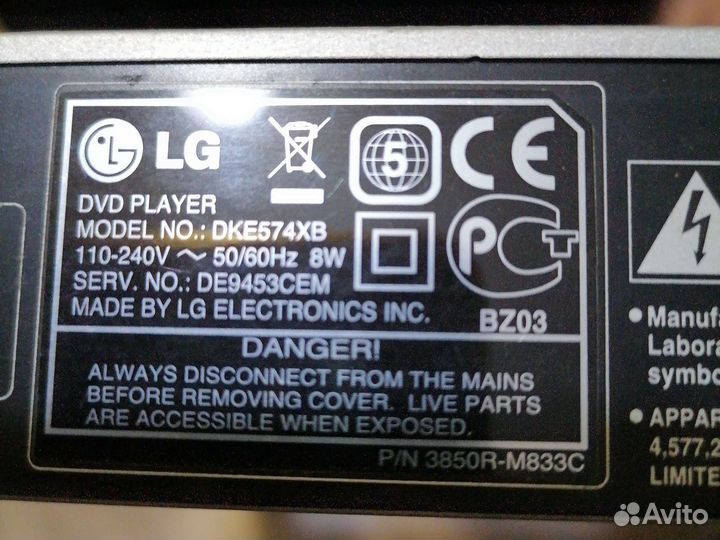 LG
5
CE
DVD PLAYER
MODEL NO.: DKE574XB
110-240V ~ 50/60Hz 8W
SERV. NO.: DE9453CEM
MADE BY LG ELECTRONICS INC.
PCT
BZ03
DANGER!
ALWAYS DISCONNECT FROM THE MAINS
BEFORE REMOVING COVER. LIVE PARTS
ARE ACCESSIBLE WHEN EXPOSED.
P/N 3850R-M833C
• Manufa
Labora
symbo
• APPAR
4,577,2
LIMITE
Avito